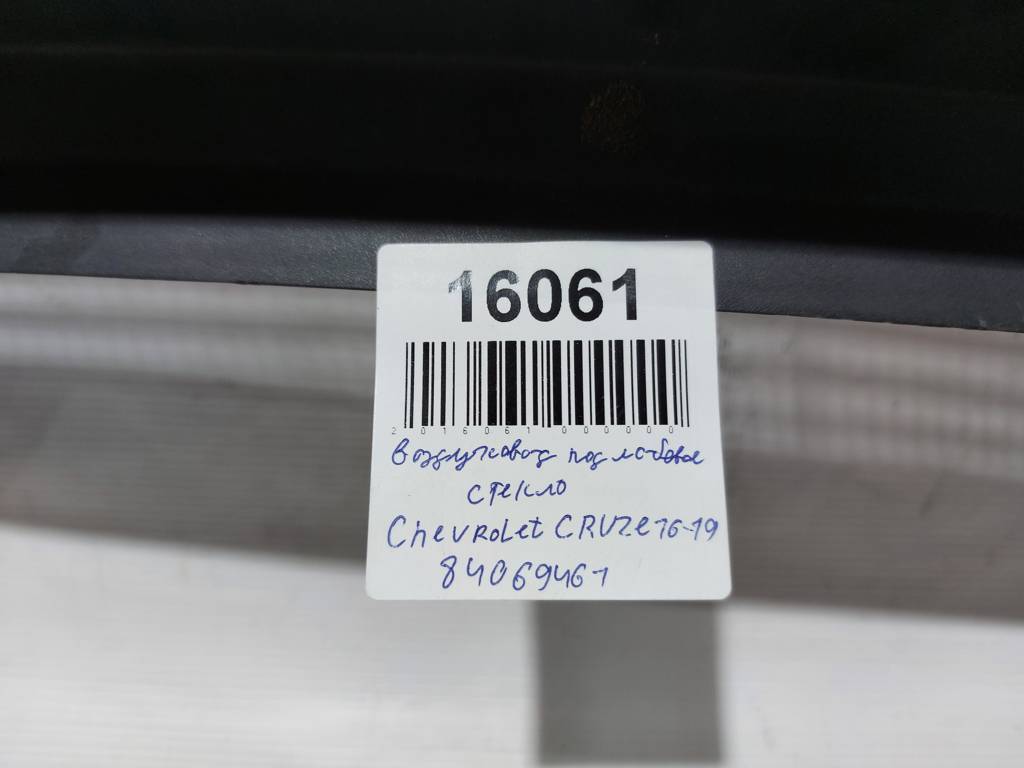 16061
2016061000000
Воздуховод под лобовое
стекло
Chevrolet CRUZE 16-19
84069461